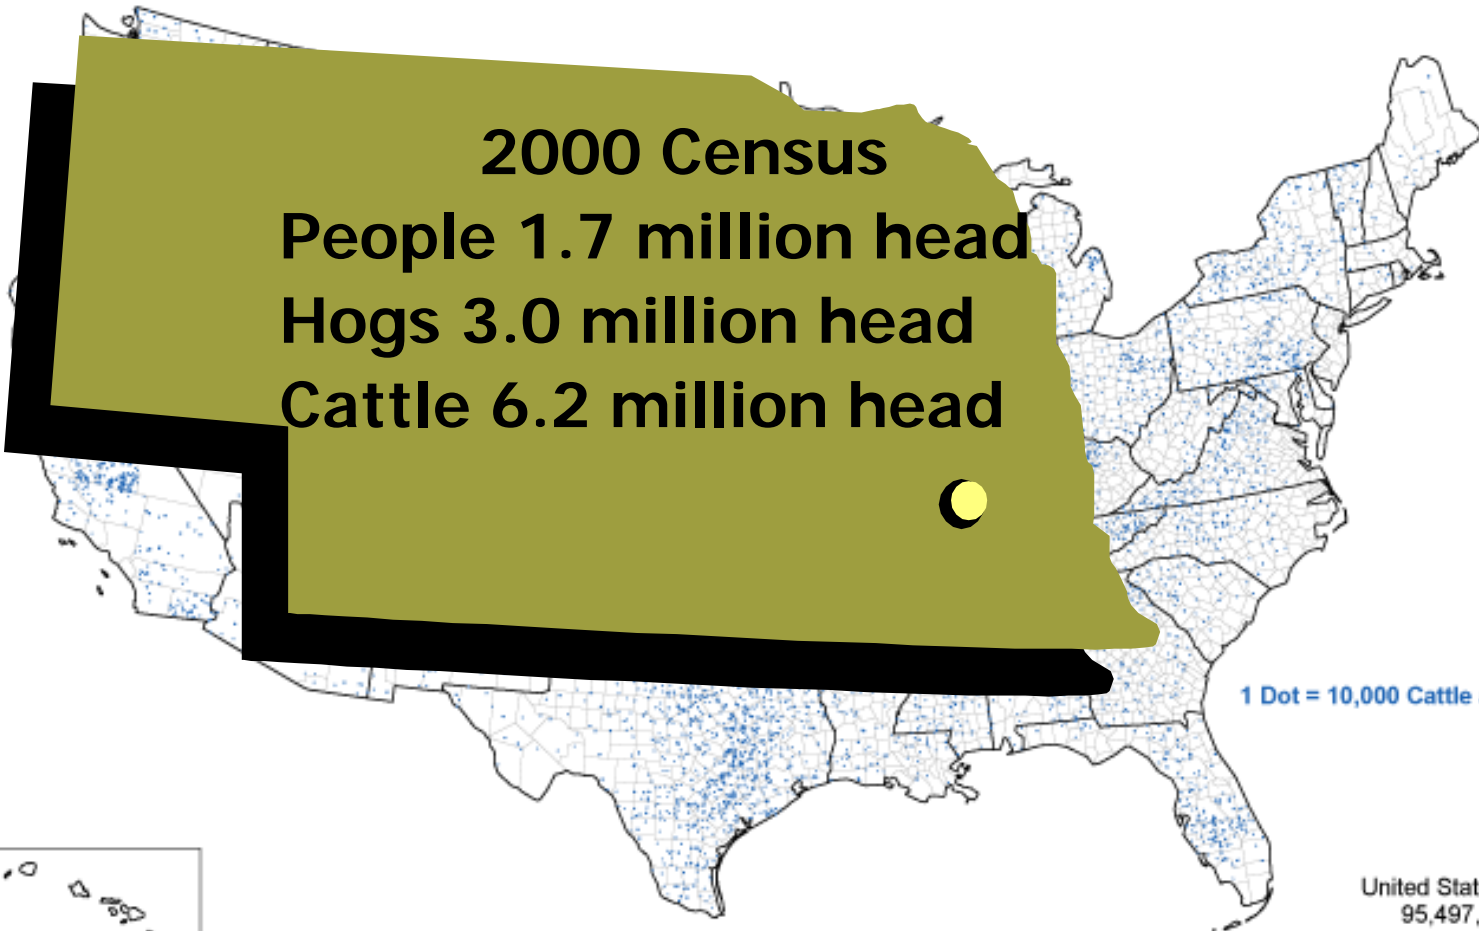 2000 Census
People 1.7 million head
Hogs 3.0 million head
Cattle 6.2 million head
1 Dot = 10,000 Cattle
United Stat
95,497,